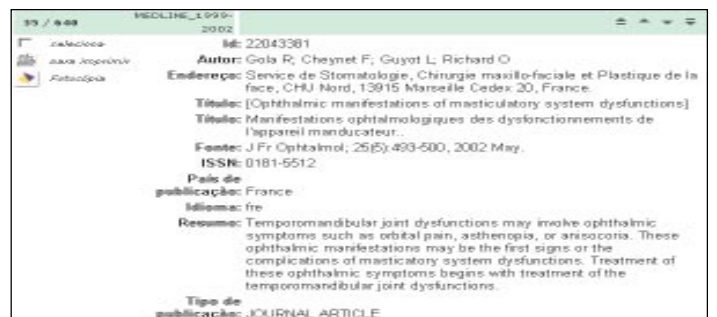 35 / 648
MEDLINE_1999-
2002
seleciona
para imprimir
Fotocópia
Id: 22043381
Autor: Gola R; Cheynet F; Guyot L; Richard O
Endereço: Service de Stomatologie, Chirurgie maxillo-faciale et Plastique de la
face, CHU Nord, 13915 Marseille Cedex 20, France.
Título: [Ophthalmic manifestations of masticulatory system dysfunctions]
Título: Manifestations ophtalmologiques des dysfonctionnements de
l'appareil manducateur..
Fonte: J Fr Ophtalmol; 25(5):493-500, 2002 May.
ISSN: 0181-5512
País de
publicação: France
Idioma: fre
Resumo: Temporomandibular joint dysfunctions may involve ophthalmic
symptoms such as orbital pain, asthenopia, or anisocoria. These
ophthalmic manifestations may be the first signs or the
complications of masticatory system dysfunctions. Treatment of
these ophthalmic symptoms begins with treatment of the
temporomandibular joint dysfunctions.
Tipo de
publicação: JOURNAL ARTICLE